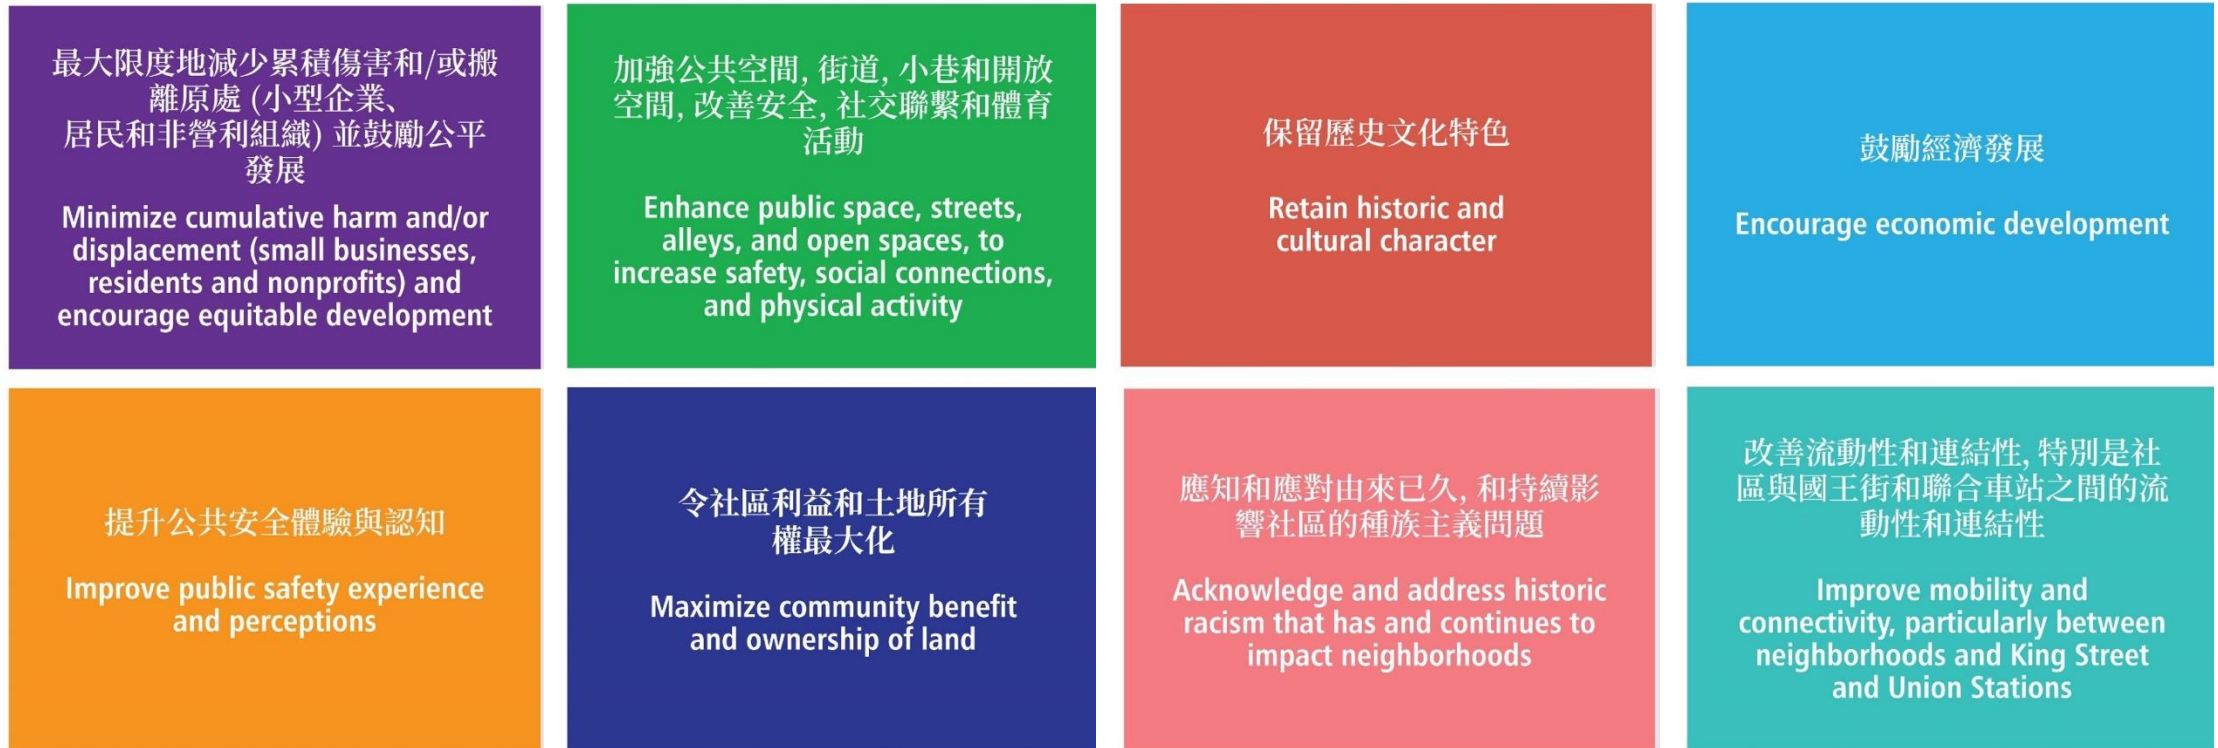 最大限度地減少累積傷害和/或搬
離原處 (小型企業、
居民和非營利組織) 並鼓勵公平
發展
Minimize cumulative harm and/or
displacement (small businesses,
residents and nonprofits) and
encourage equitable development
加強公共空間, 街道, 小巷和開放
空間, 改善安全, 社交聯繫和體育
活動
Enhance public space, streets,
alleys, and open spaces, to
increase safety, social connections,
and physical activity
保留歷史文化特色
Retain historic and
cultural character
鼓勵經濟發展
Encourage economic development
提升公共安全體驗與認知
Improve public safety experience
and perceptions
令社區利益和土地所有
權最大化
Maximize community benefit
and ownership of land
應知和應對由來已久, 和持續影
響社區的種族主義問題
Acknowledge and address historic
racism that has and continues to
impact neighborhoods
改善流動性和連結性, 特別是社
區與國王街和聯合車站之間的流
動性和連結性
Improve mobility and
connectivity, particularly between
neighborhoods and King Street
and Union Stations